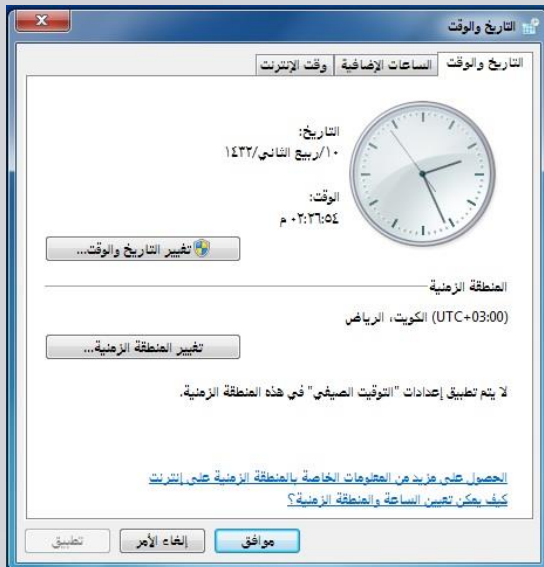 التاريخ والوقت
التاريخ والوقت
الساعات الإضافية
وقت الإنترنت
التاريخ:
١٠/ربيع الثاني/١٤٣٢
الوقت:
٠٢:٢٦:٥٤ م
تغيير التاريخ والوقت...
المنطقة الزمنية
(UTC+03:00) الكويت، الرياض
تغيير المنطقة الزمنية...
لا يتم تطبيق إعدادات "التوقيت الصيفي" في هذه المنطقة الزمنية.
الحصول على مزيد من المعلومات الخاصة بالمنطقة الزمنية على إنترنت
كيف يمكن تعيين الساعة والمنطقة الزمنية؟
موافق
إلغاء الأمر
تطبيق